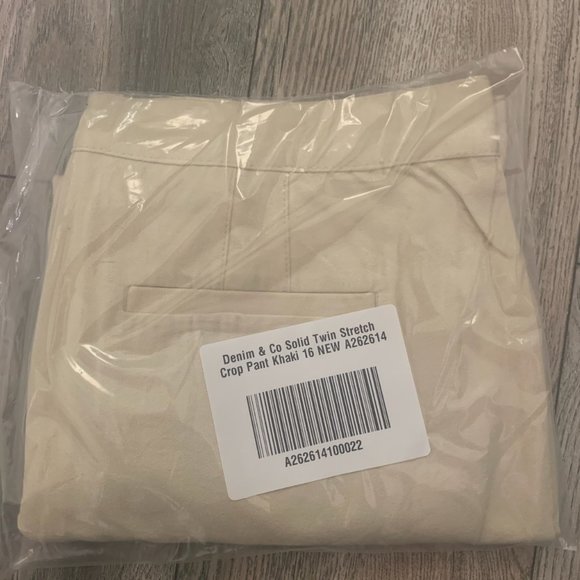 Denim & Co Solid Twin Stretch
Crop Pant Khaki 16 NEW A262614
A262614100022